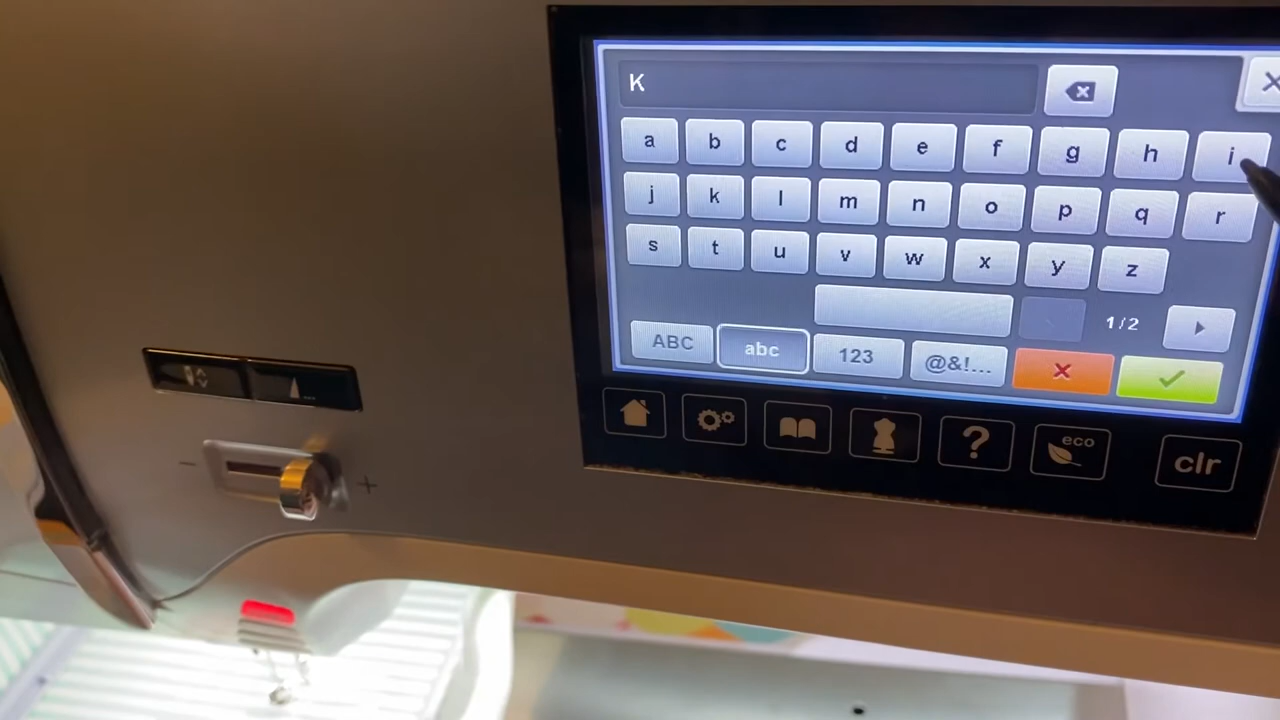 K
a b c d e f g h i
j k l m n o p q r
s t u v w x y z
1/2
ABC abc 123 @&!...
? eco clr
- +